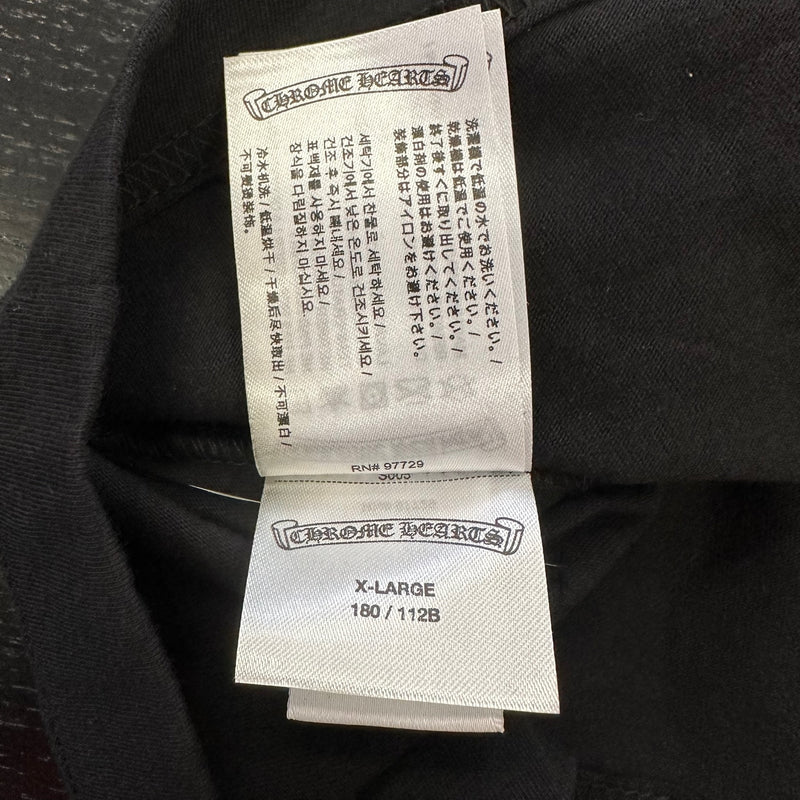 CHROME HEARTS
洗濯機で低温の水でお洗いください。/
乾燥機は低温でご使用ください。/
終了後すぐに取り出してください。/
漂白剤の使用はお避けください。/
装飾部分はアイロンをお避け下さい。
세탁기에서 찬물로 세탁하세요/
건조기에서 낮은 온도로 건조시키세요/
건조 후 즉시 꺼내세요/
표백제를 사용하지 마세요/
장식을 다림질하지 마십시요
冷水机洗/低温烘干/干燥后尽快取出/不可漂白/
不可熨烫装饰。
RN# 97729
S005
CHROME HEARTS
X-LARGE
180 / 112B